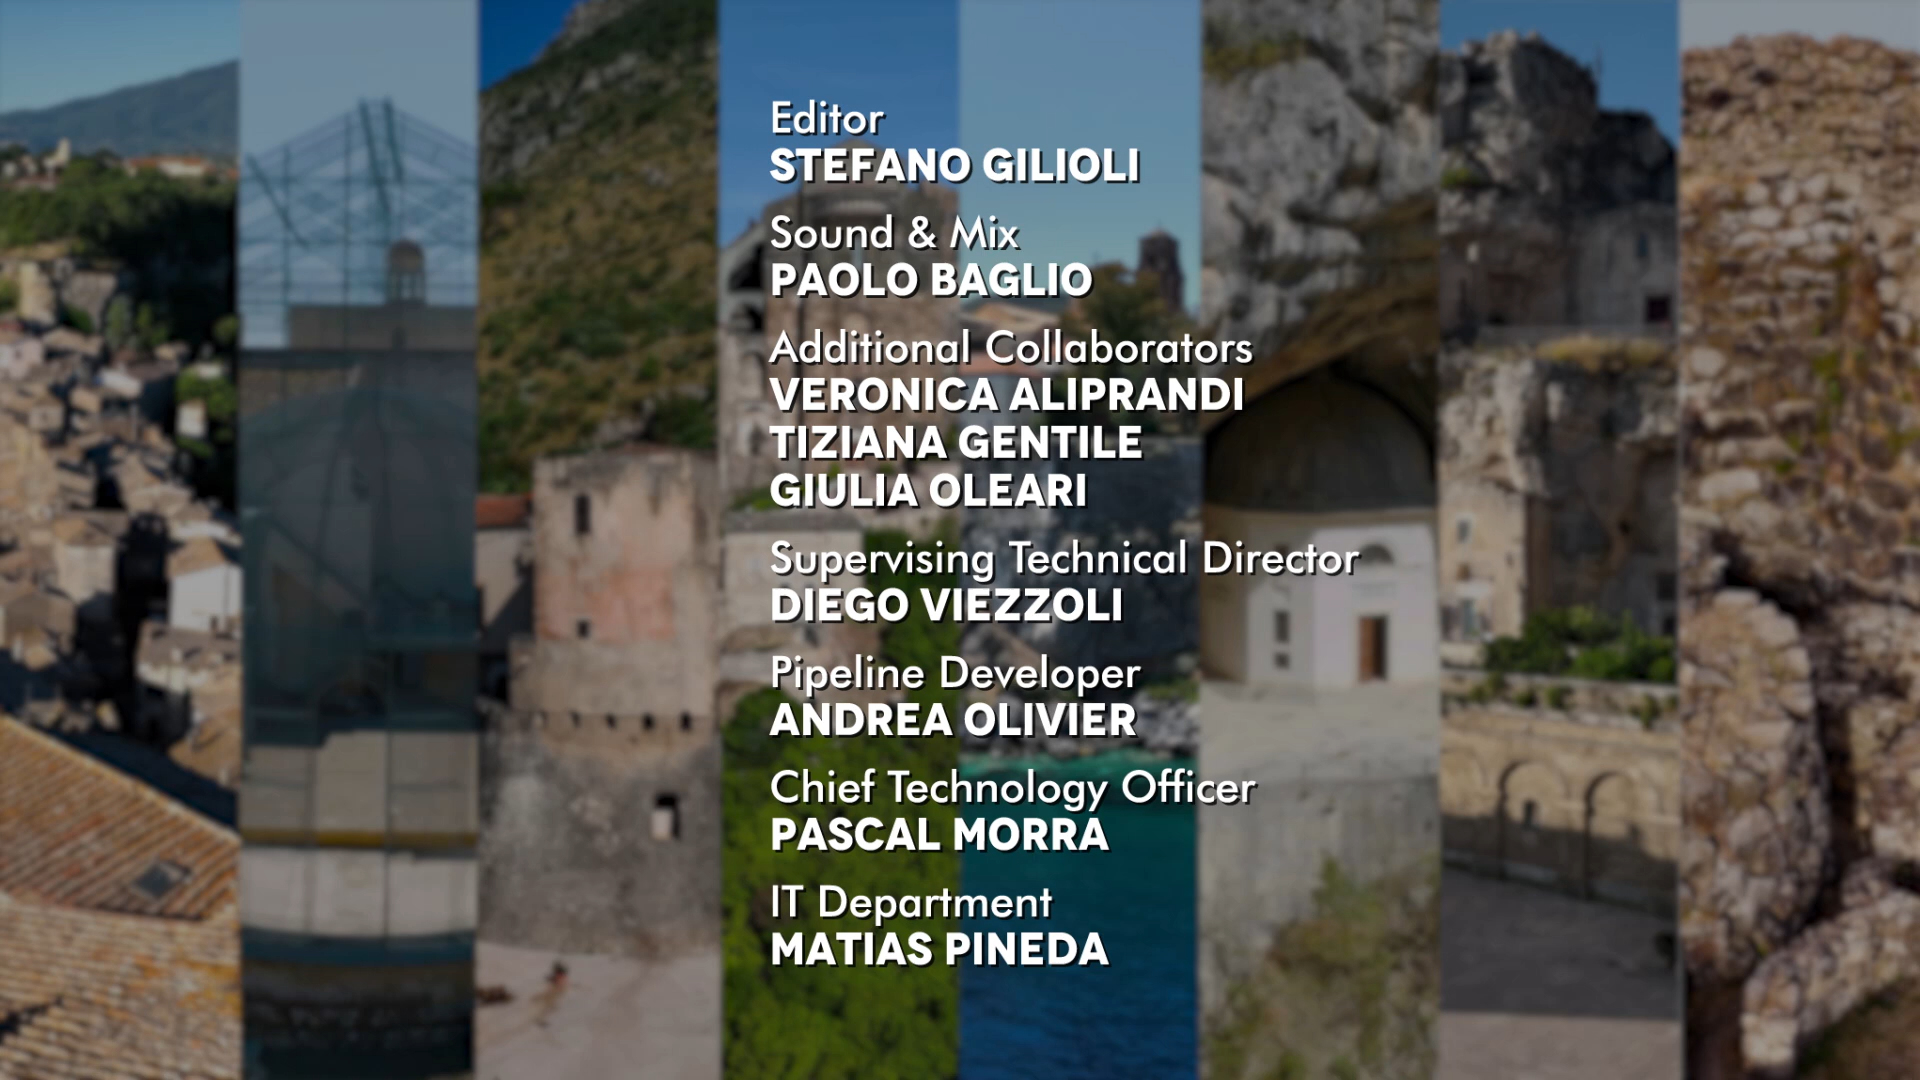 Editor
STEFANO GILIOLI
Sound & Mix
PAOLO BAGLIO
Additional Collaborators
VERONICA ALIPRANDI
TIZIANA GENTILE
GIULIA OLEARI
Supervising Technical Director
DIEGO VIEZZOLI
Pipeline Developer
ANDREA OLIVIER
Chief Technology Officer
PASCAL MORRA
IT Department
MATIAS PINEDA